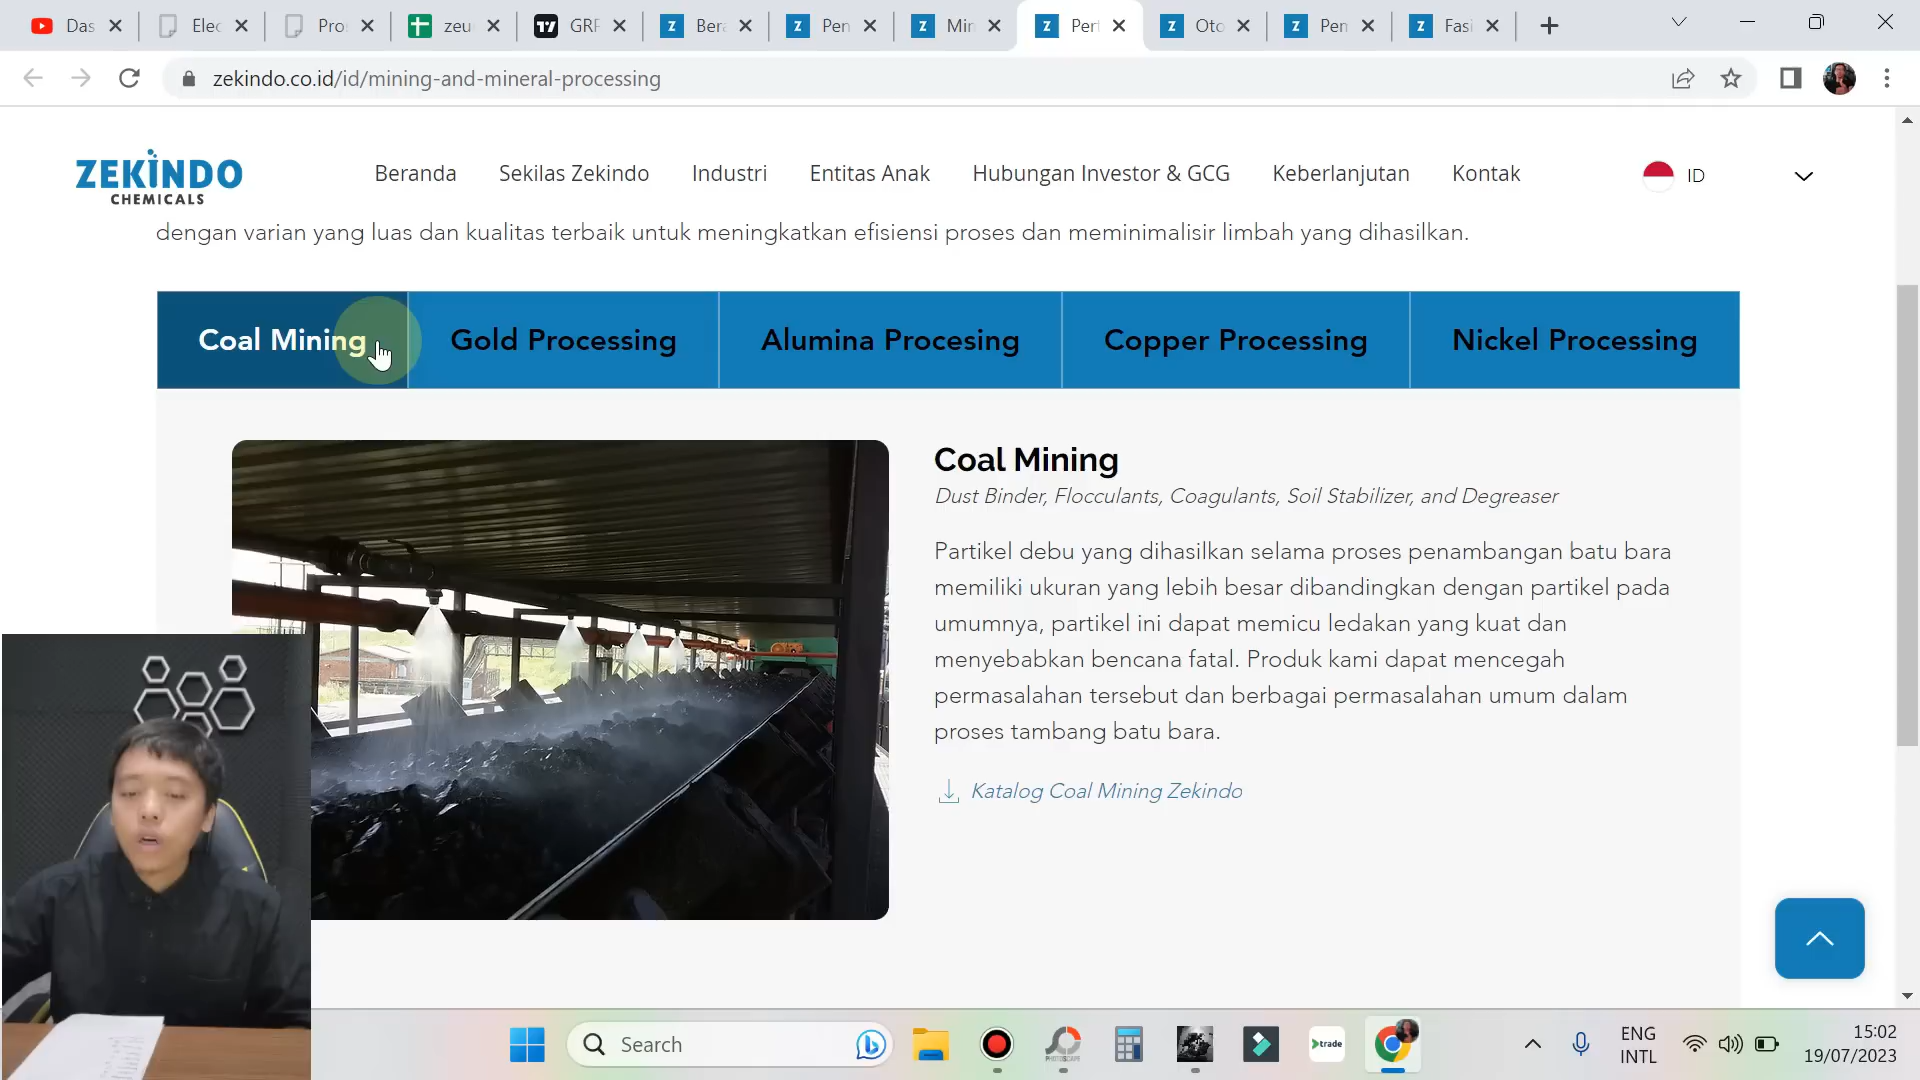 Das
Elec
Pro
zeu
GRF
Ber
Pen
Min
Per
Oto
Pen
Fasi
zekindo.co.id/id/mining-and-mineral-processing
ZEKINDO
CHEMICALS
Beranda
Sekilas Zekindo
Industri
Entitas Anak
Hubungan Investor & GCG
Keberlanjutan
Kontak
ID
dengan varian yang luas dan kualitas terbaik untuk meningkatkan efisiensi proses dan meminimalisir limbah yang dihasilkan.
Coal Mining
Gold Processing
Alumina Procesing
Copper Processing
Nickel Processing
Coal Mining
Dust Binder, Flocculants, Coagulants, Soil Stabilizer, and Degreaser
Partikel debu yang dihasilkan selama proses penambangan batu bara
memiliki ukuran yang lebih besar dibandingkan dengan partikel pada
umumnya, partikel ini dapat memicu ledakan yang kuat dan
menyebabkan bencana fatal. Produk kami dapat mencegah
permasalahan tersebut dan berbagai permasalahan umum dalam
proses tambang batu bara.
Katalog Coal Mining Zekindo
Search
PHOTOSCAPE
trade
ENG
INTL
15:02
19/07/2023